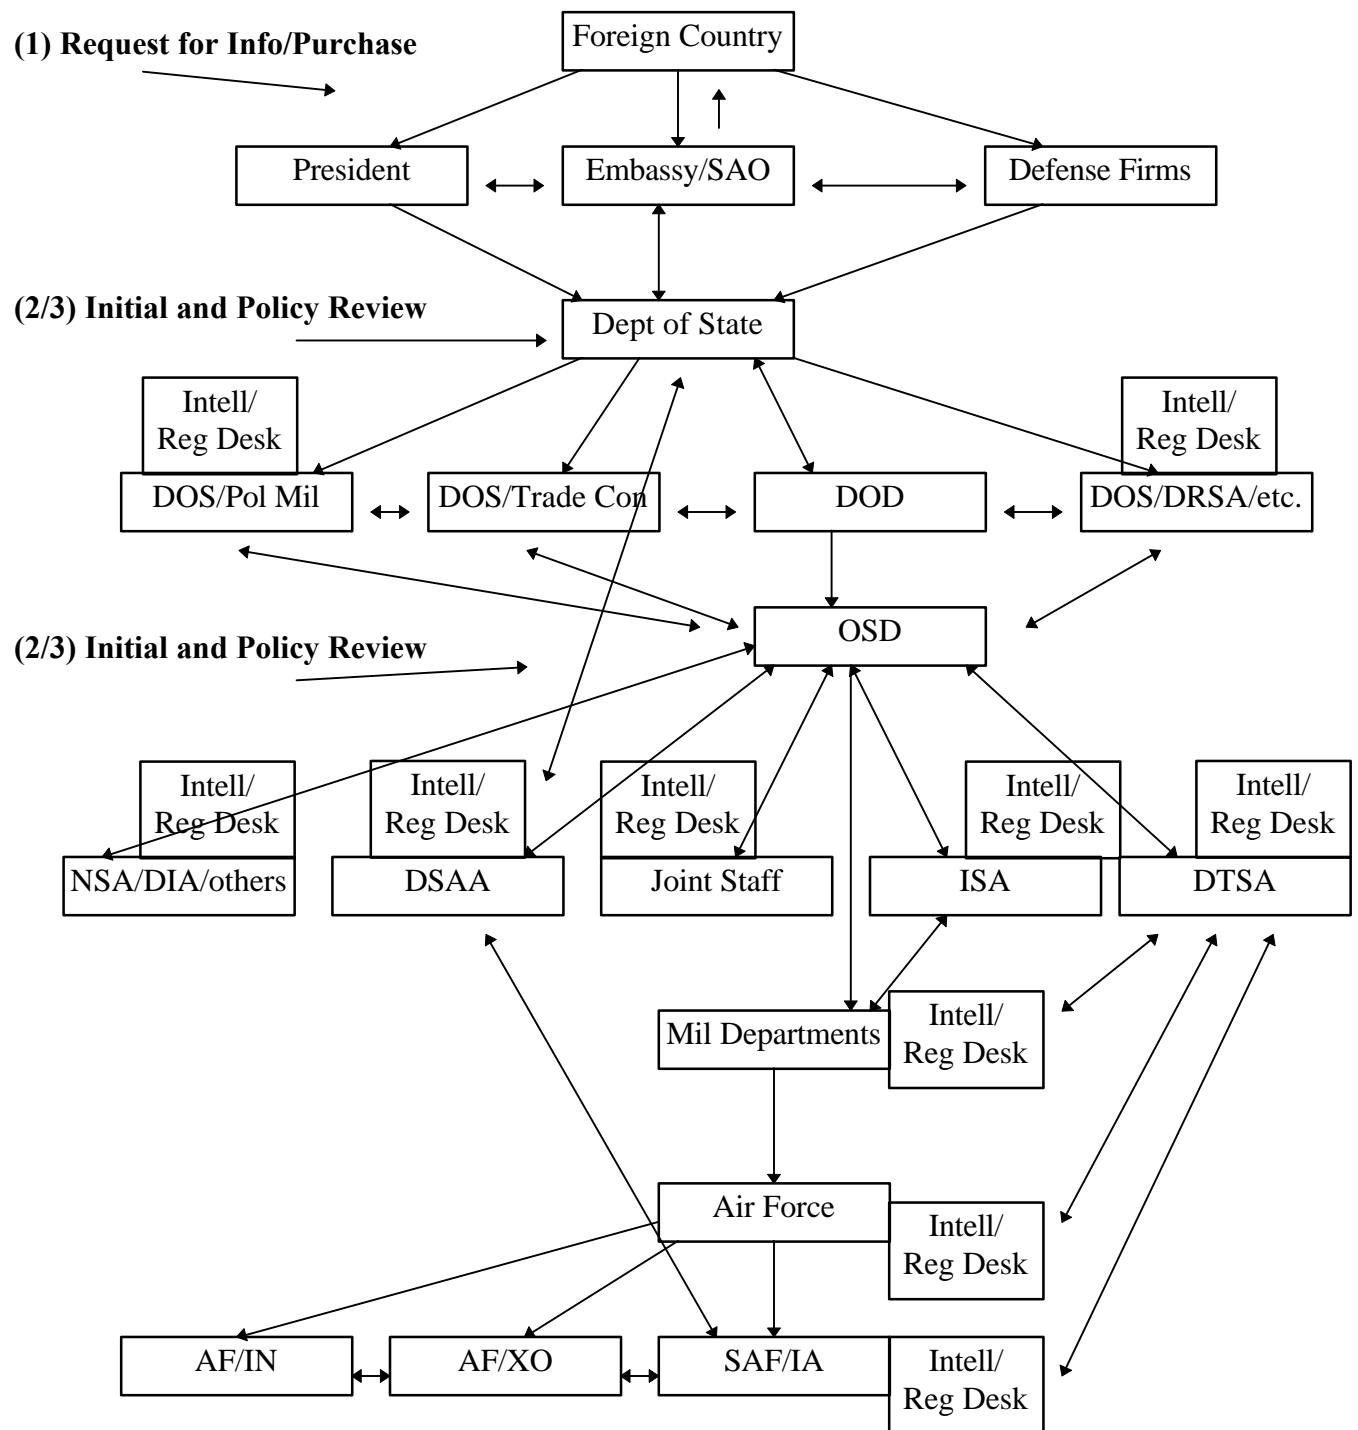 (1) Request for Info/Purchase
Foreign Country
President
Embassy/SAO
Defense Firms
(2/3) Initial and Policy Review
Dept of State
Intell/
Reg Desk
Intell/
Reg Desk
DOS/Pol Mil
DOS/Trade Con
DOD
DOS/DRSA/etc.
OSD
(2/3) Initial and Policy Review
Intell/
Reg Desk
Intell/
Reg Desk
Intell/
Reg Desk
Intell/
Reg Desk
Intell/
Reg Desk
NSA/DIA/others
DSAA
Joint Staff
ISA
DTSA
Mil Departments
Intell/
Reg Desk
Air Force
Intell/
Reg Desk
AF/IN
AF/XO
SAF/IA
Intell/
Reg Desk